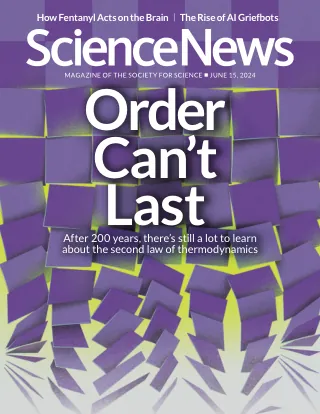 How Fentanyl Acts on the Brain | The Rise of AI Griefbots
ScienceNews
MAGAZINE OF THE SOCIETY FOR SCIENCE ■ JUNE 15, 2024
Order
Can't
Last
After 200 years, there's still a lot to learn
about the second law of thermodynamics